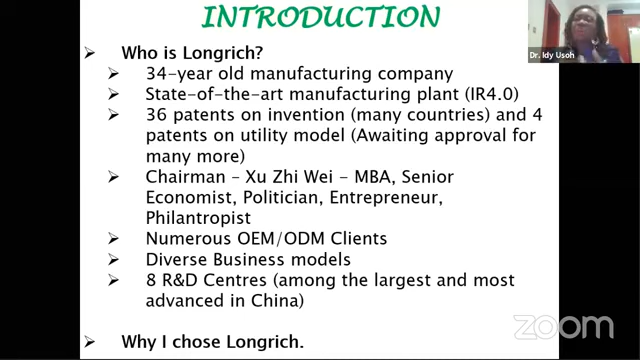 INTRODUCTION
Who is Longrich?
34-year old manufacturing company
State-of-the-art manufacturing plant (IR4.0)
36 patents on invention (many countries) and 4
patents on utility model (Awaiting approval for
many more)
Chairman – Xu Zhi Wei – MBA, Senior
Economist, Politician, Entrepreneur,
Philantropist
Numerous OEM/ODM Clients
Diverse Business models
8 R&D Centres (among the largest and most
advanced in China)
Why I chose Longrich.
Dr. Idy Usoh
zoom